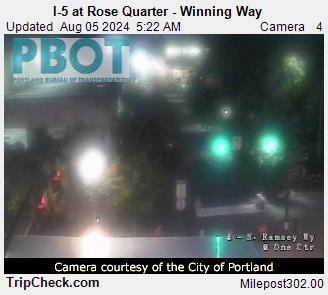 I-5 at Rose Quarter - Winning Way
Updated Aug 05 2024 5:22 AM Camera 4
PBOT
PORTLAND BUREAU OF TRANSPORTATION
4 - N. Ramsey Wy
@ One Ctr
Camera courtesy of the City of Portland
TripCheck.com Milepost302.00